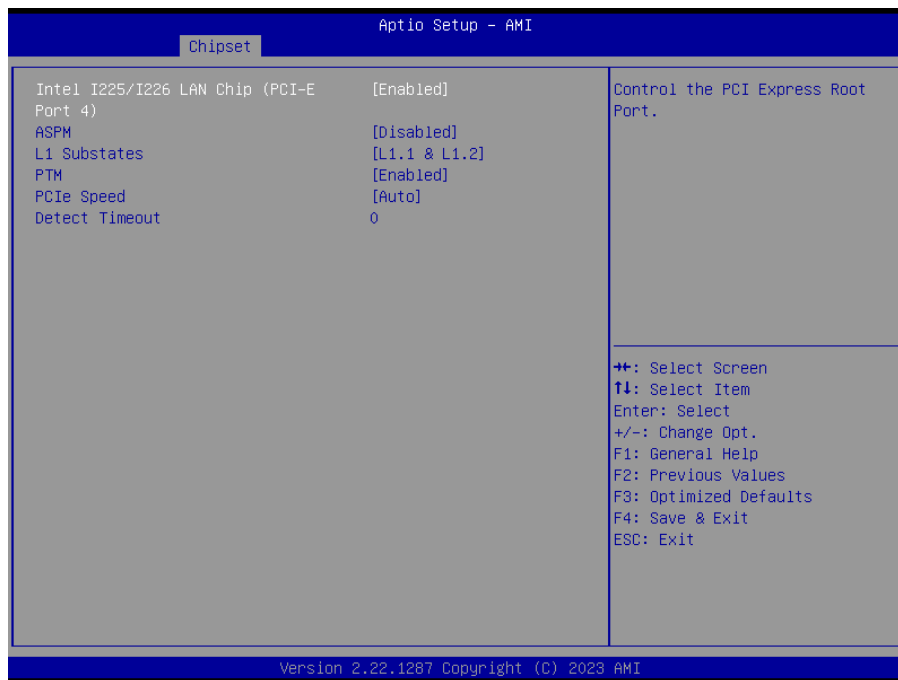 Aptio Setup – AMI
Chipset
Intel I225/I226 LAN Chip (PCI-E [Enabled]
Port 4)
ASPM [Disabled]
L1 Substates [L1.1 & L1.2]
PTM [Enabled]
PCIe Speed [Auto]
Detect Timeout 0
Control the PCI Express Root
Port.
→←: Select Screen
↑↓: Select Item
Enter: Select
+/-: Change Opt.
F1: General Help
F2: Previous Values
F3: Optimized Defaults
F4: Save & Exit
ESC: Exit
Version 2.22.1287 Copyright (C) 2023 AMI